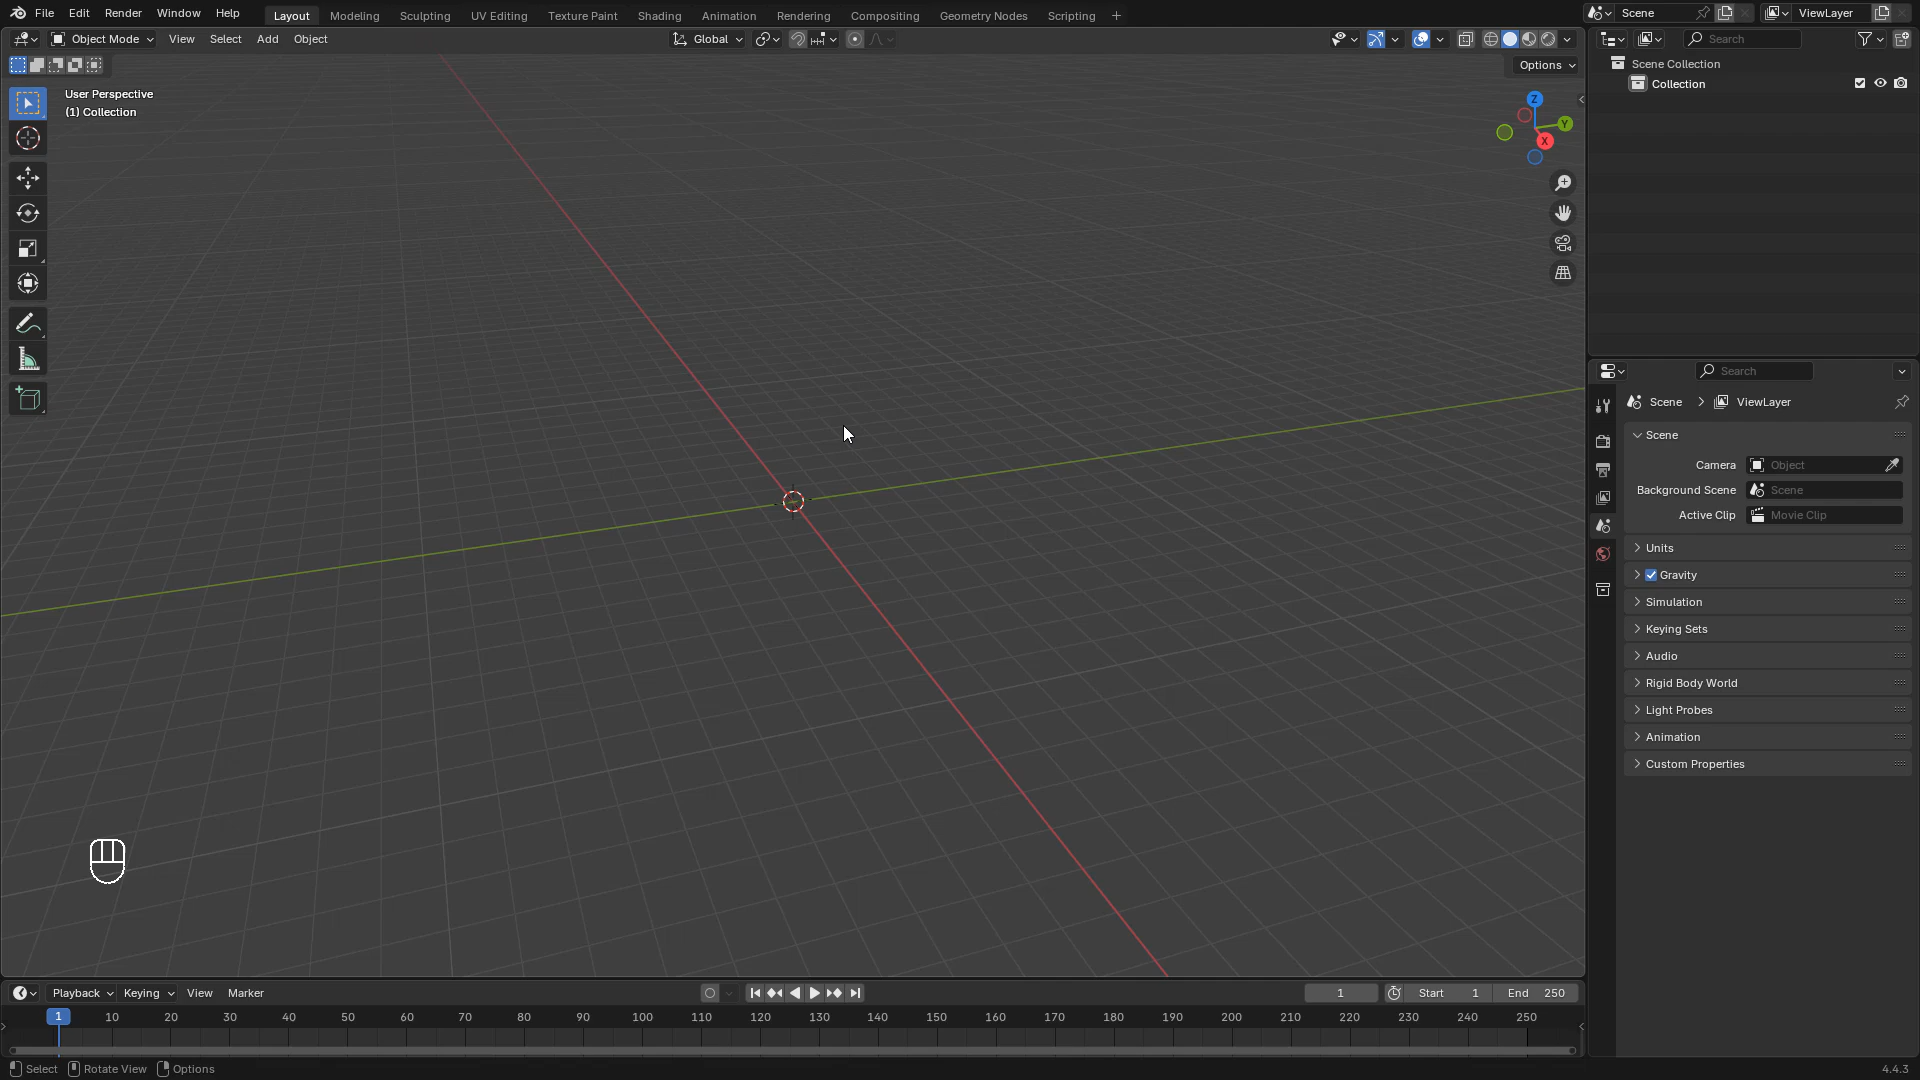 File Edit Render Window Help Layout Modeling Sculpting UV Editing Texture Paint Shading Animation Rendering Compositing Geometry Nodes Scripting + Scene ViewLayer
Object Mode View Select Add Object Global Search
Options
User Perspective
(1) Collection
Z
Y
X
Scene Collection
Collection
Search
Scene ViewLayer
Scene
Camera Object
Background Scene Scene
Active Clip Movie Clip
Units
Gravity
Simulation
Keying Sets
Audio
Rigid Body World
Light Probes
Animation
Custom Properties
Playback Keying View Marker 1 Start 1 End 250
1 10 20 30 40 50 60 70 80 90 100 110 120 130 140 150 160 170 180 190 200 210 220 230 240 250
Select Rotate View Options 4.4.3